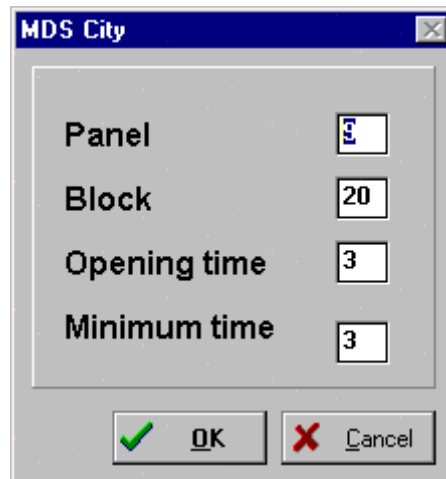 MDS City
Panel
Block 20
Opening time 3
Minimum time 3
OK Cancel